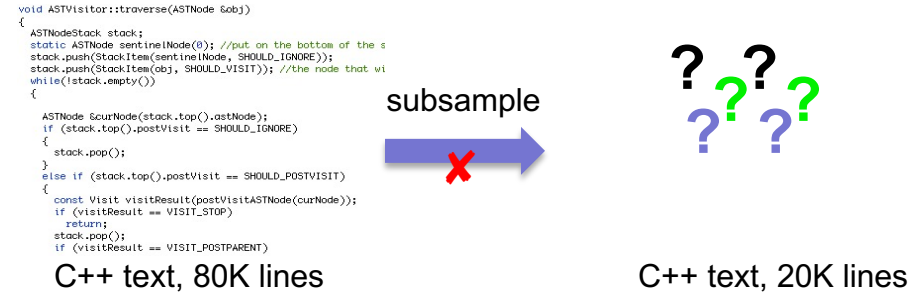 void ASTVisitor::traverse(ASTNode &obj)
{
ASTNodeStack stack;
static ASTNode sentinelNode(0); //put on the bottom of the s
stack.push(StackItem(sentinelNode, SHOULD_IGNORE));
stack.push(StackItem(obj, SHOULD_VISIT)); //the node that wi
while(!stack.empty())
{
ASTNode &curNode(stack.top().astNode);
if (stack.top().postVisit == SHOULD_IGNORE)
{
stack.pop();
}
else if (stack.top().postVisit == SHOULD_POSTVISIT)
{
const Visit visitResult(postVisitASTNode(curNode));
if (visitResult == VISIT_STOP)
return;
stack.pop();
if (visitResult == VISIT_POSTPARENT)
C++ text, 80K lines
subsample
? ?
? ?
? ?
C++ text, 20K lines